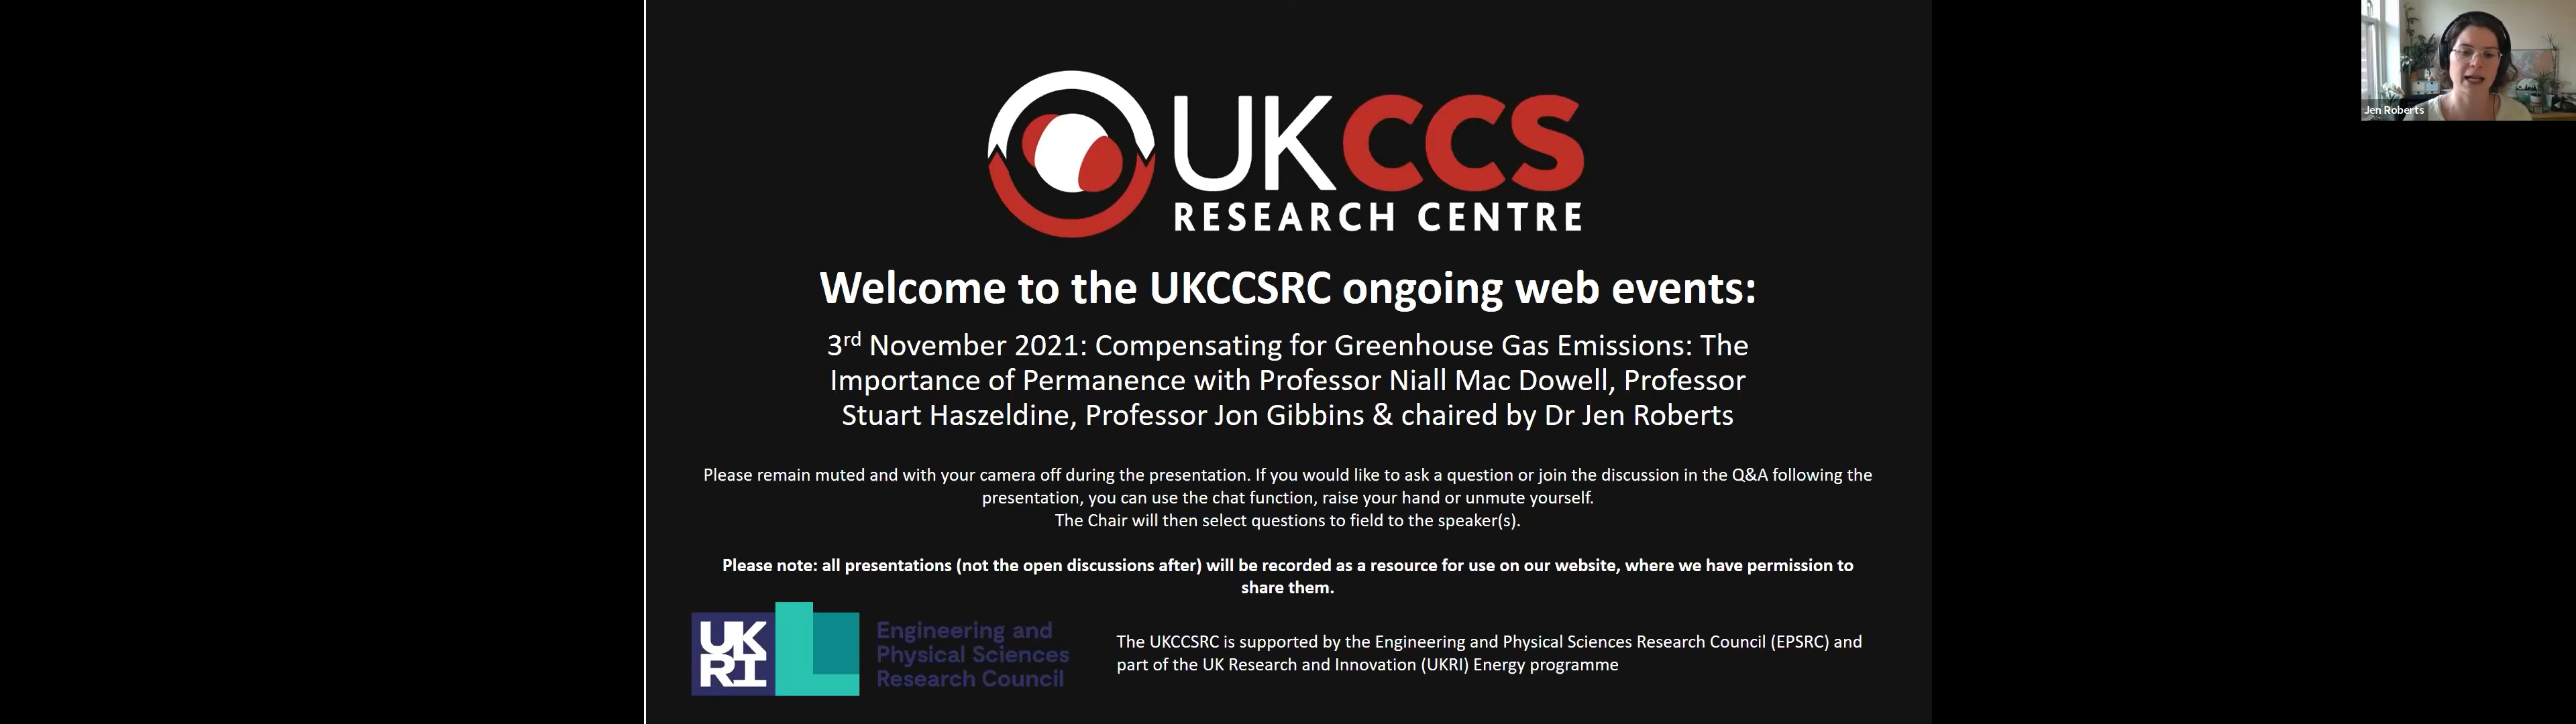 UKCCS
RESEARCH CENTRE
Welcome to the UKCCSRC ongoing web events:
3rd November 2021: Compensating for Greenhouse Gas Emissions: The
Importance of Permanence with Professor Niall Mac Dowell, Professor
Stuart Haszeldine, Professor Jon Gibbins & chaired by Dr Jen Roberts
Please remain muted and with your camera off during the presentation. If you would like to ask a question or join the discussion in the Q&A following the
presentation, you can use the chat function, raise your hand or unmute yourself.
The Chair will then select questions to field to the speaker(s).
Please note: all presentations (not the open discussions after) will be recorded as a resource for use on our website, where we have permission to
share them.
UK
RI
Engineering and
Physical Sciences
Research Council
The UKCCSRC is supported by the Engineering and Physical Sciences Research Council (EPSRC) and
part of the UK Research and Innovation (UKRI) Energy programme
Jen Roberts